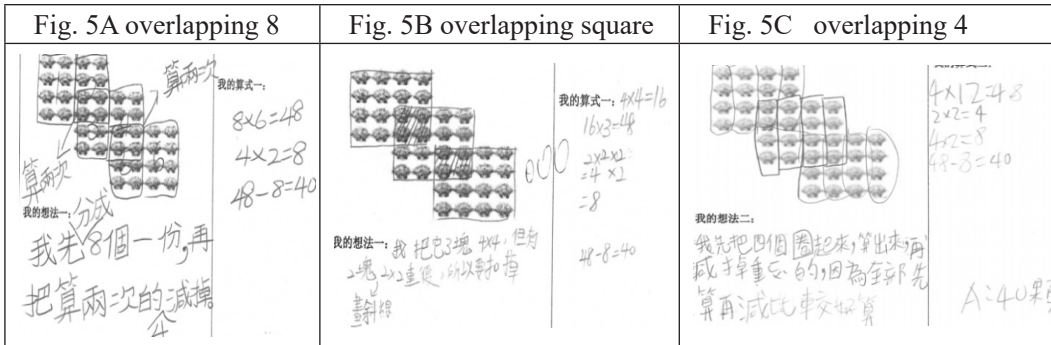 Fig. 5A overlapping 8
Fig. 5B overlapping square
Fig. 5C overlapping 4
算兩次
算兩次
我的算式一：
8×6=48
4×2=8
48-8=40
我的想法一：
我先分成8個一份,再
把算兩次的減掉
4
我的算式一：4×4=16
16×3=48
2×2×2
=4×2
=8
48-8=40
我的想法一：我把它3塊4×4，但有
2塊2×2重疊，所以要扣掉
畫斜線
4×12=48
2×2=4
4×2=8
48-8=40
我的想法二：
我先把四個圈起來,算出來,再
減掉重疊的,因為全部先
算再減比較好算
A:40